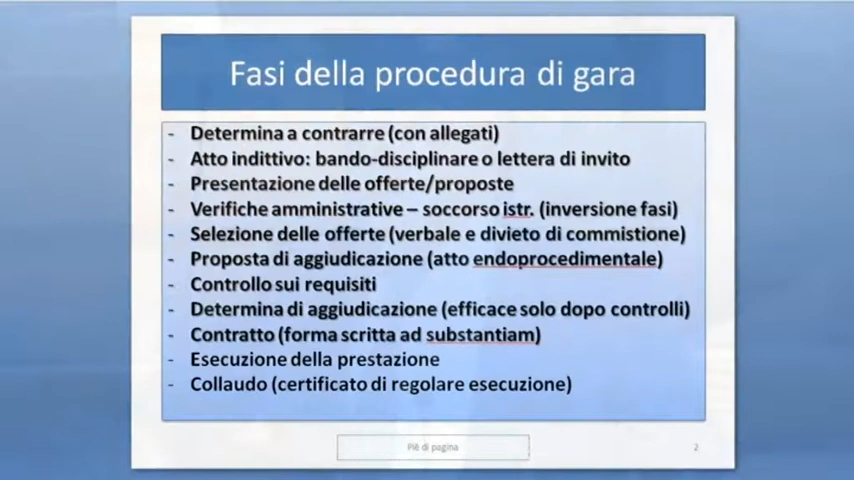 Fasi della procedura di gara
- Determina a contrarre (con allegati)
- Atto indittivo: bando-disciplinare o lettera di invito
- Presentazione delle offerte/proposte
- Verifiche amministrative – soccorso istr. (inversione fasi)
- Selezione delle offerte (verbale e divieto di commistione)
- Proposta di aggiudicazione (atto endoprocedimentale)
- Controllo sui requisiti
- Determina di aggiudicazione (efficace solo dopo controlli)
- Contratto (forma scritta ad substantiam)
- Esecuzione della prestazione
- Collaudo (certificato di regolare esecuzione)
Piè di pagina
2